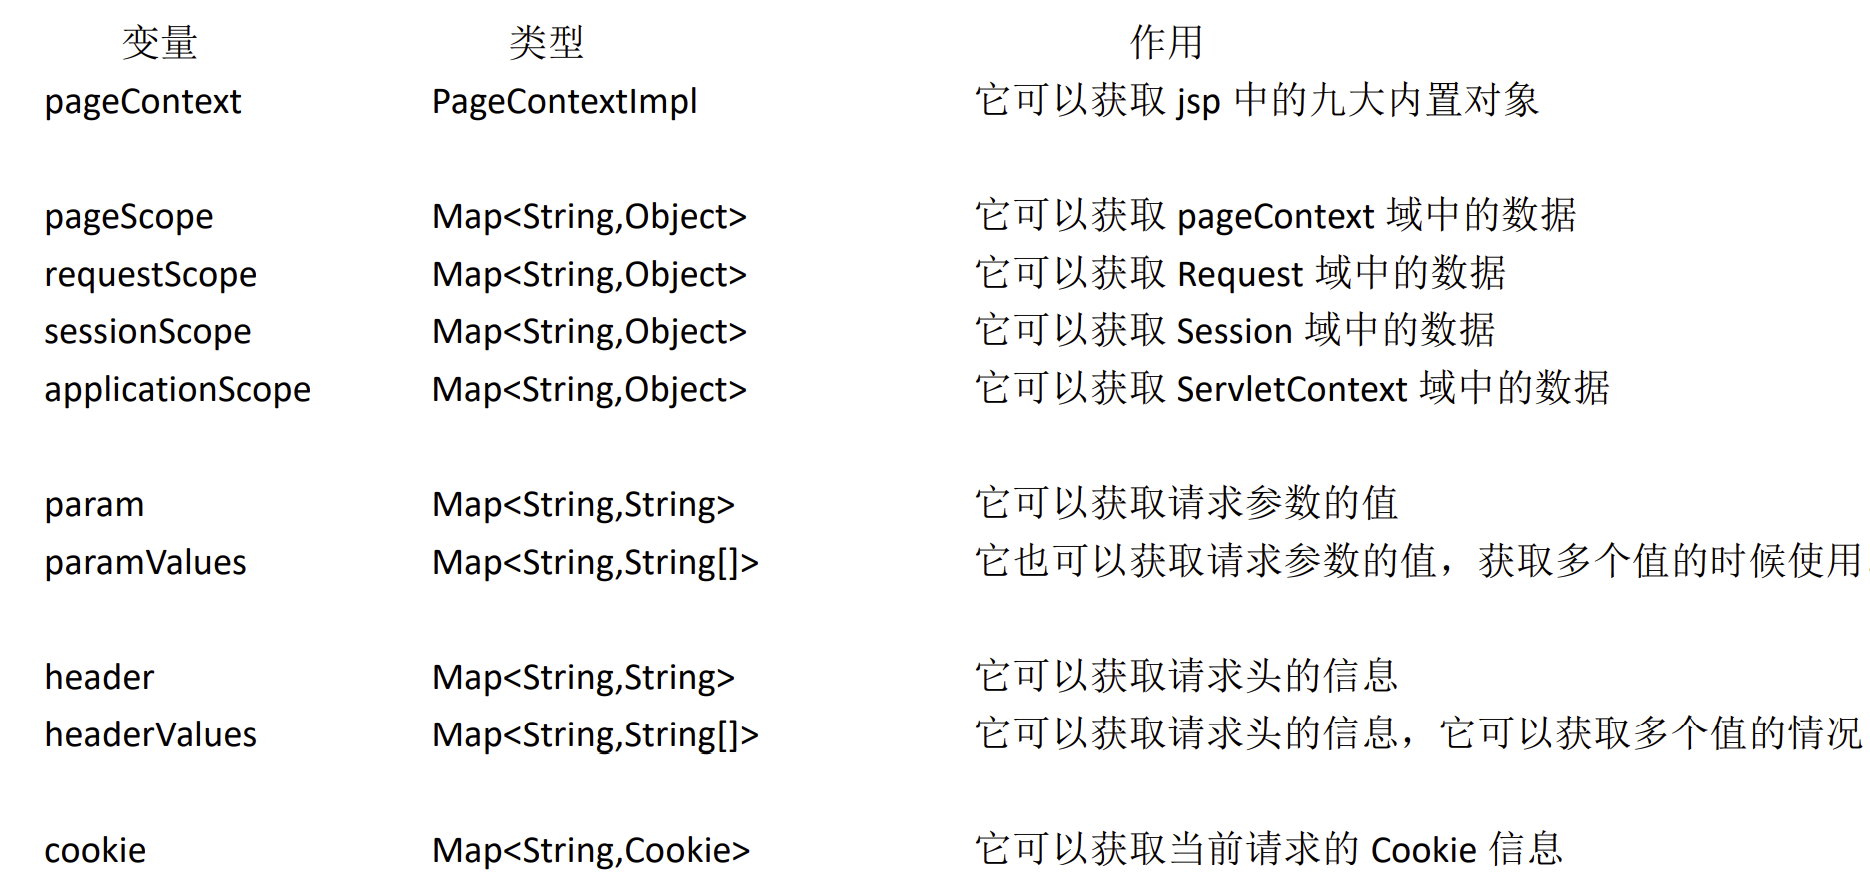 变量 类型 作用
pageContext PageContextImpl 它可以获取 jsp 中的九大内置对象
pageScope Map<String,Object> 它可以获取 pageContext 域中的数据
requestScope Map<String,Object> 它可以获取 Request 域中的数据
sessionScope Map<String,Object> 它可以获取 Session 域中的数据
applicationScope Map<String,Object> 它可以获取 ServletContext 域中的数据
param Map<String,String> 它可以获取请求参数的值
paramValues Map<String,String[]> 它也可以获取请求参数的值，获取多个值的时候使用.
header Map<String,String> 它可以获取请求头的信息
headerValues Map<String,String[]> 它可以获取请求头的信息，它可以获取多个值的情况
cookie Map<String,Cookie> 它可以获取当前请求的 Cookie 信息